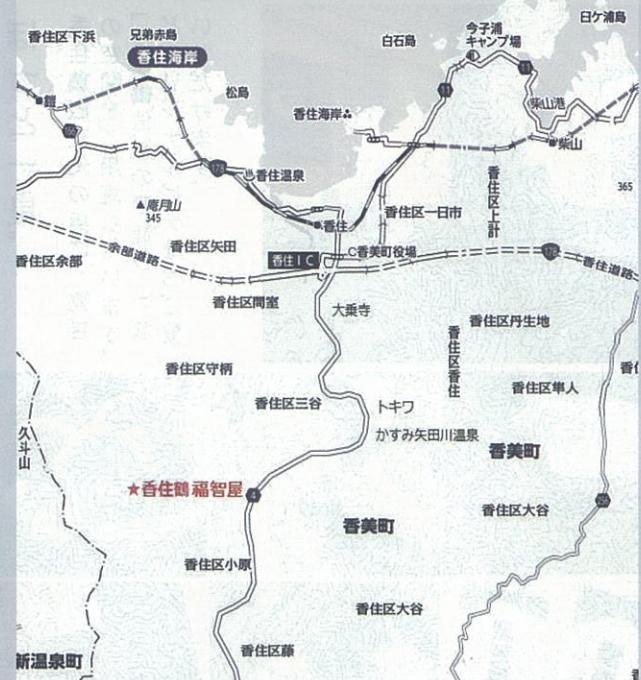 臼ケ浦島
今子浦
キャンプ場
兄弟赤島
香住区下浜
白石島
香住海岸
11
11
松島
鎧
香住海岸
柴山港
柴山
178
香住温泉
香住区上計
365
庵月山
345
香住区一日市
香住
香住区矢田
余部道路
香住区余部
香住IC
香美町役場
香住道路
香住区間室
大乗寺
香住区丹生地
香住区香住
香住区守柄
香住区隼人
香住区三谷
トキワ
かすみ矢田川温泉
久斗山
香美町
★香住鶴 福智屋
4
香住区大谷
香美町
香住区小原
香住区大谷
香住区藤
新温泉町